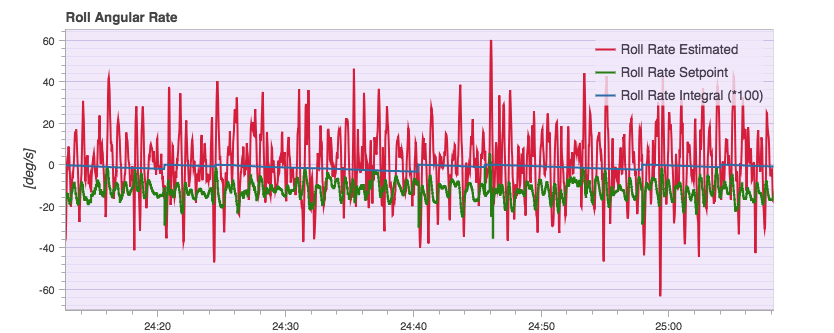 Roll Angular Rate
60
40
20
0
-20
-40
-60
[deg/s]
Roll Rate Estimated
Roll Rate Setpoint
Roll Rate Integral (*100)
24:20
24:30
24:40
24:50
25:00